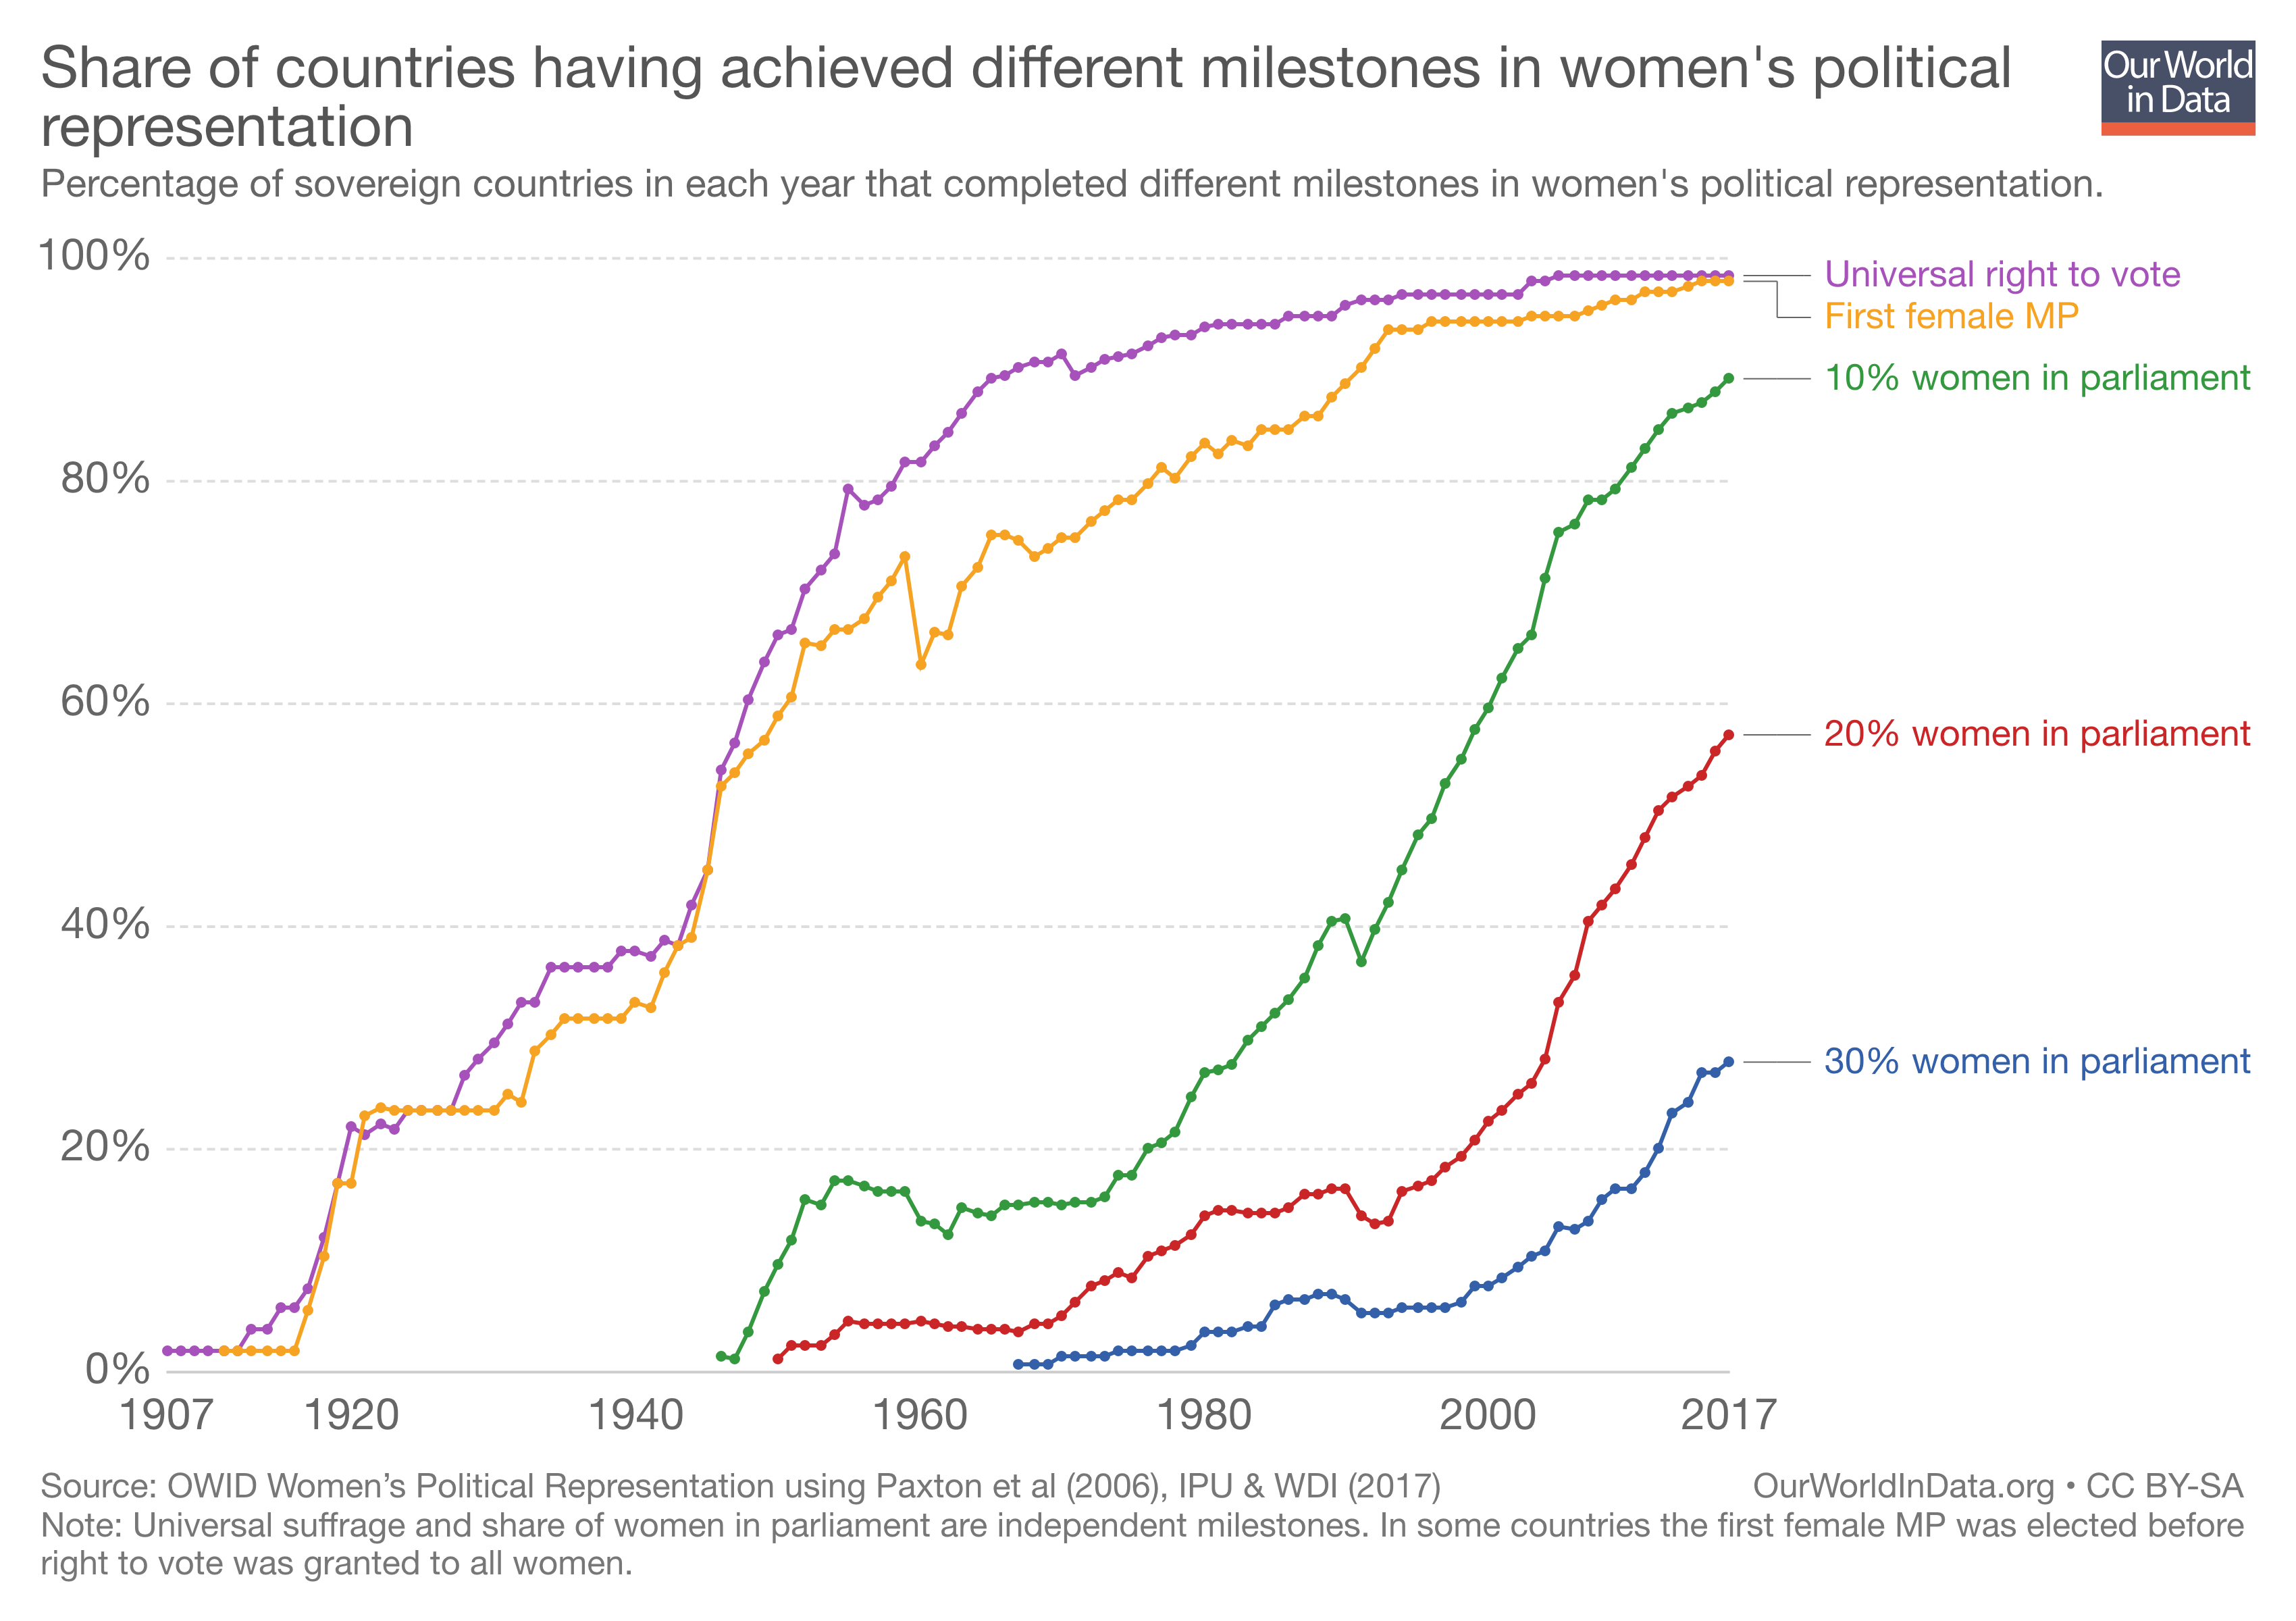 Share of countries having achieved different milestones in women's political
representation
Our World
in Data
Percentage of sovereign countries in each year that completed different milestones in women's political representation.
100%
80%
60%
40%
20%
0%
Universal right to vote
First female MP
10% women in parliament
20% women in parliament
30% women in parliament
1907 1920 1940 1960 1980 2000 2017
Source: OWID Women’s Political Representation using Paxton et al (2006), IPU & WDI (2017)
OurWorldInData.org • CC BY-SA
Note: Universal suffrage and share of women in parliament are independent milestones. In some countries the first female MP was elected before
right to vote was granted to all women.